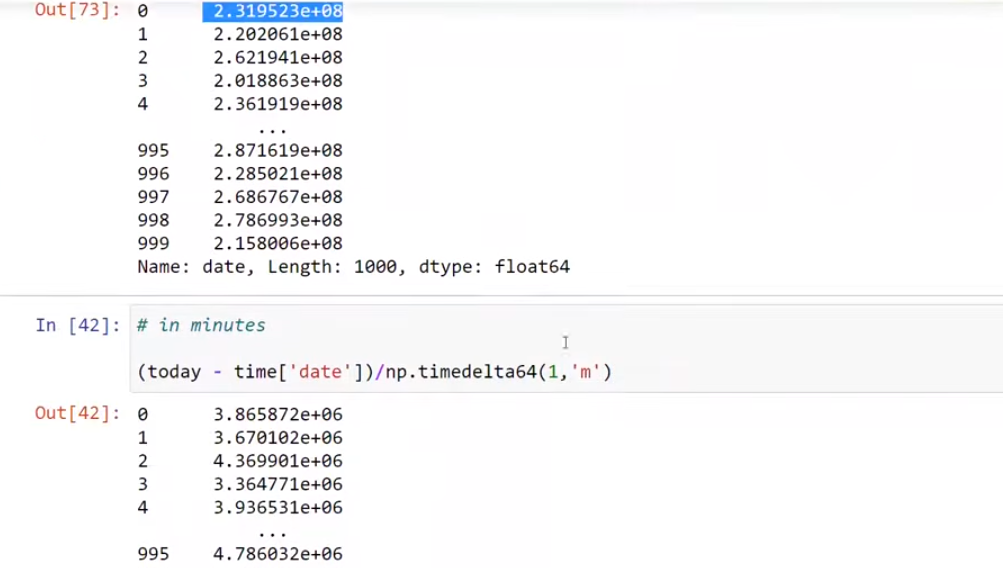 Out[73]: 0 2.319523e+08
1 2.202061e+08
2 2.621941e+08
3 2.018863e+08
4 2.361919e+08
...
995 2.871619e+08
996 2.285021e+08
997 2.686767e+08
998 2.786993e+08
999 2.158006e+08
Name: date, Length: 1000, dtype: float64
In [42]: # in minutes
(today - time['date'])/np.timedelta64(1,'m')
Out[42]: 0 3.865872e+06
1 3.670102e+06
2 4.369901e+06
3 3.364771e+06
4 3.936531e+06
...
995 4.786032e+06